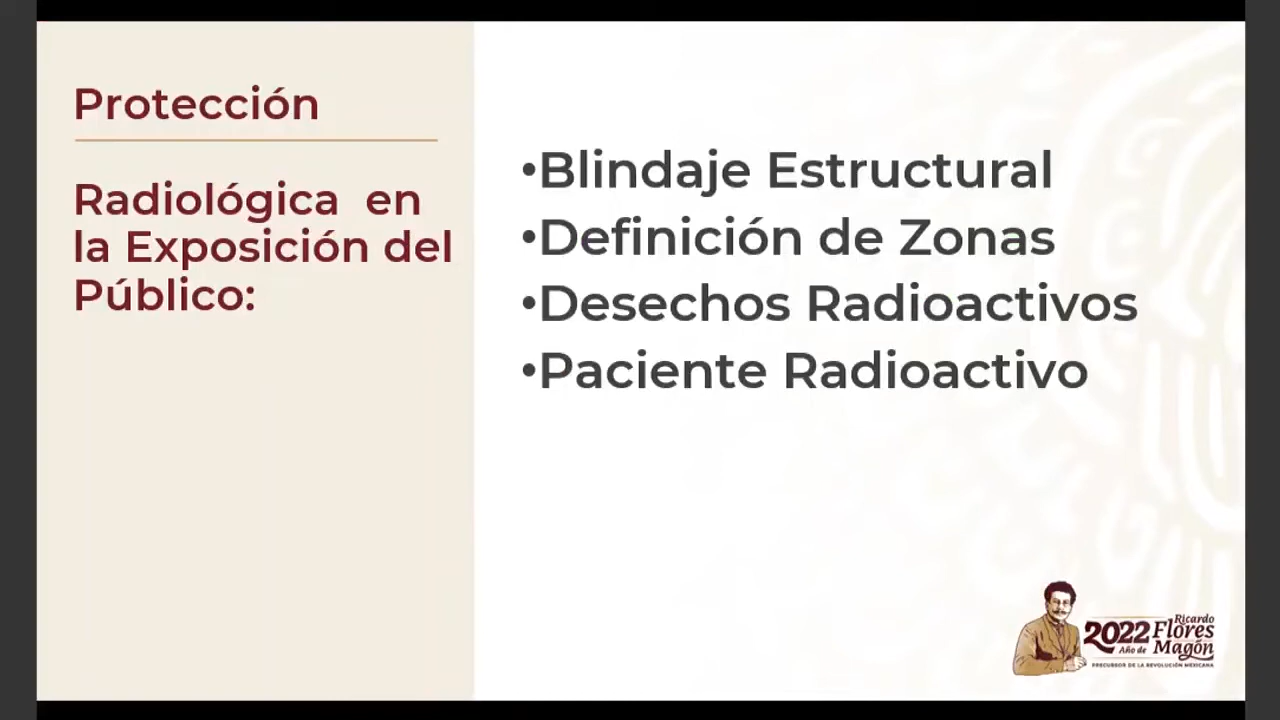 Protección
Radiológica en
la Exposición del
Público:
•Blindaje Estructural
•Definición de Zonas
•Desechos Radioactivos
•Paciente Radioactivo
2022 Ricardo
Flores
Año de Magón
PRECURSOR DE LA REVOLUCIÓN MEXICANA